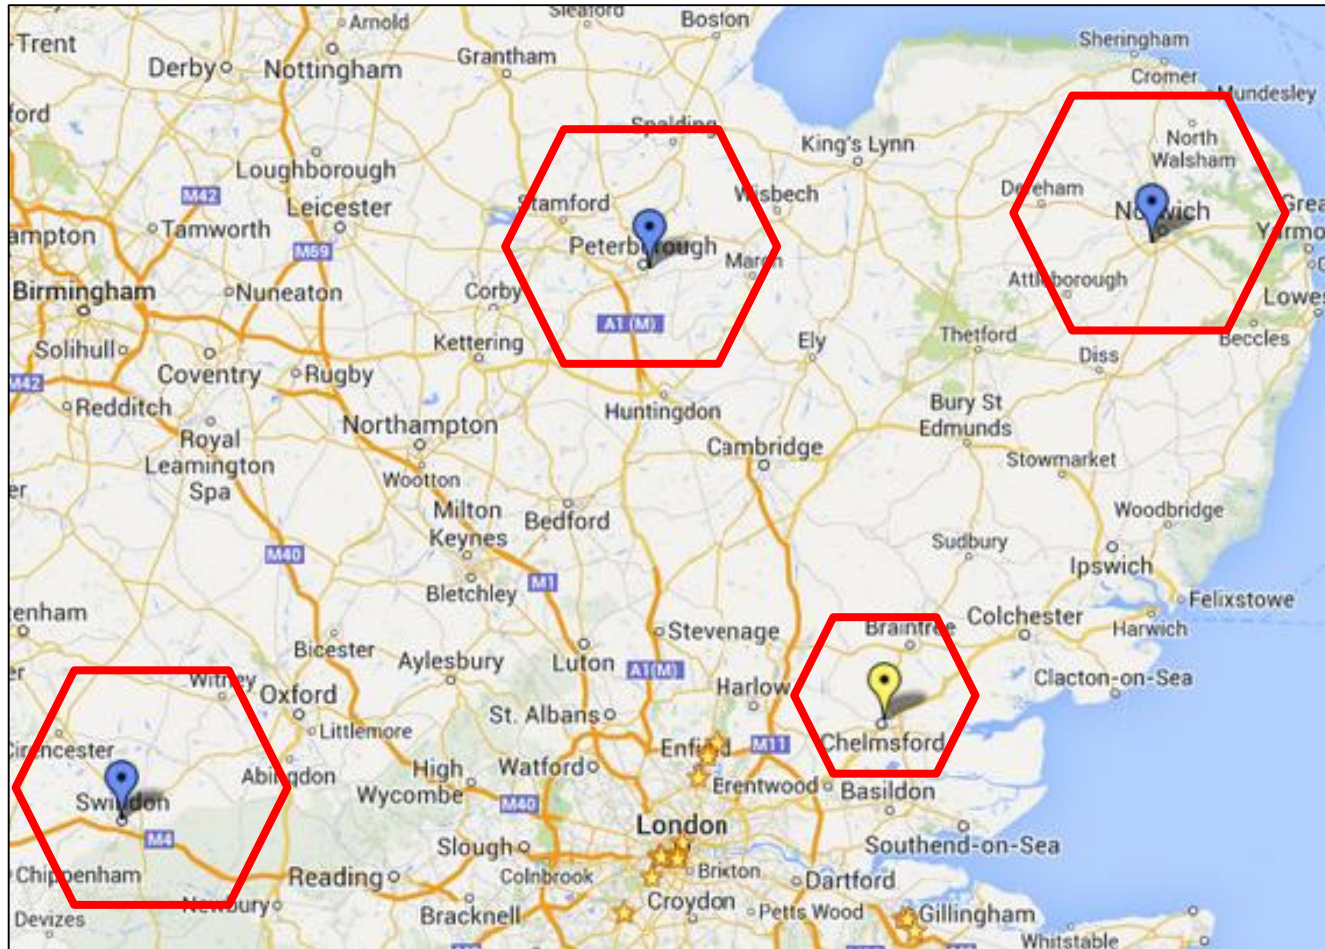 Arnold
Sleaford
Boston
-Trent
Derby
Nottingham
Grantham
Sheringham
Cromer
Mundesley
ford
Spalding
King's Lynn
North
Walsham
Loughborough
M42
Leicester
Stamford
Wisbech
Dereham
Norwich
Tamworth
ampton
M69
Peterborough
March
Attleborough
Birmingham
Nuneaton
Corby
A1 (M)
Solihull
Kettering
Ely
Thetford
Diss
Beccles
M42
Coventry
Rugby
Redditch
Huntingdon
Bury St
Edmunds
Royal
Leamington
Spa
Northampton
Cambridge
Wootton
Stowmarket
Milton
Keynes
Bedford
Woodbridge
M40
Sudbury
Ipswich
M1
Bletchley
Felixstowe
enham
Stevenage
Braintree
Colchester
Harwich
Bicester
Aylesbury
Luton
A1(M)
Harlow
Clacton-on-Sea
Witney
Oxford
St. Albans
Littlemore
Cirencester
Enfield
M11
Chelmsford
Abingdon
High
Wycombe
Watford
Brentwood
Basildon
Swindon
M40
London
M4
Slough
Southend-on-Sea
Chippenham
Reading
Colnbrook
Brixton
Dartford
Newbury
Devizes
Bracknell
Croydon
Petts Wood
Gillingham
Whitstable